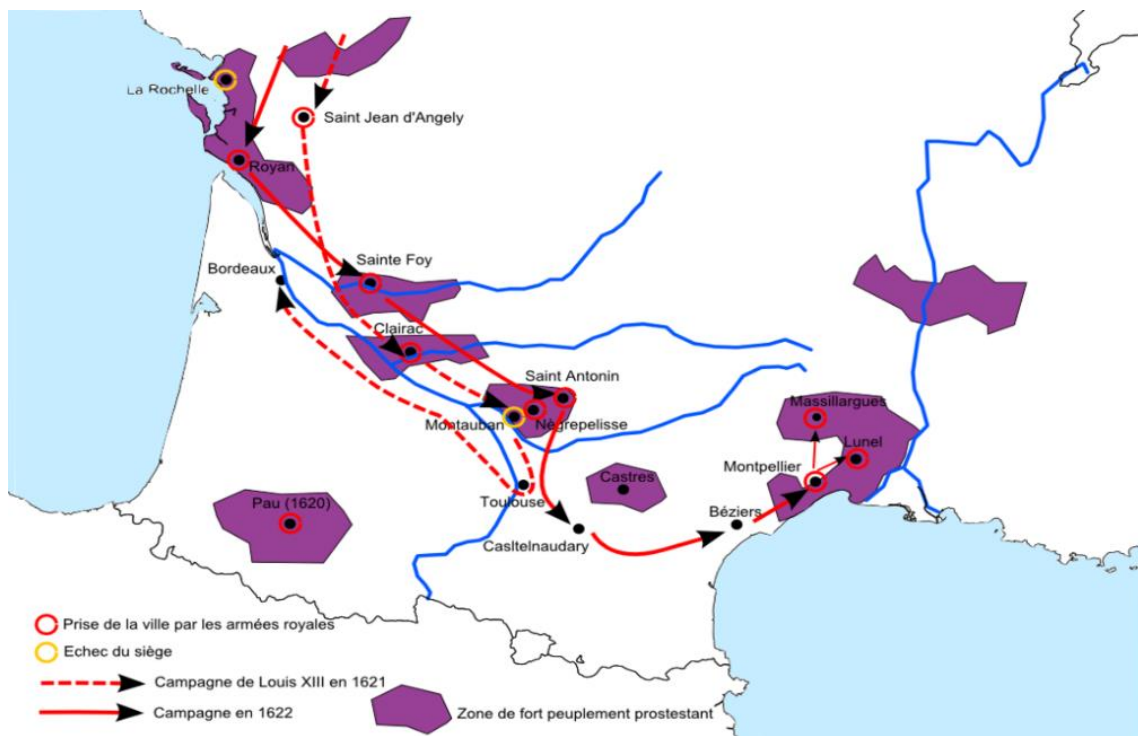 La Rochelle
Saint Jean d'Angely
Royan
Sainte Foy
Bordeaux
Clairac
Saint Antonin
Montauban
Nègrepelisse
Massillargues
Lunel
Montpellier
Castres
Toulouse
Pau (1620)
Béziers
Casltelnaudary
Prise de la ville par les armées royales
Echec du siège
Campagne de Louis XIII en 1621
Campagne en 1622
Zone de fort peuplement prostestant